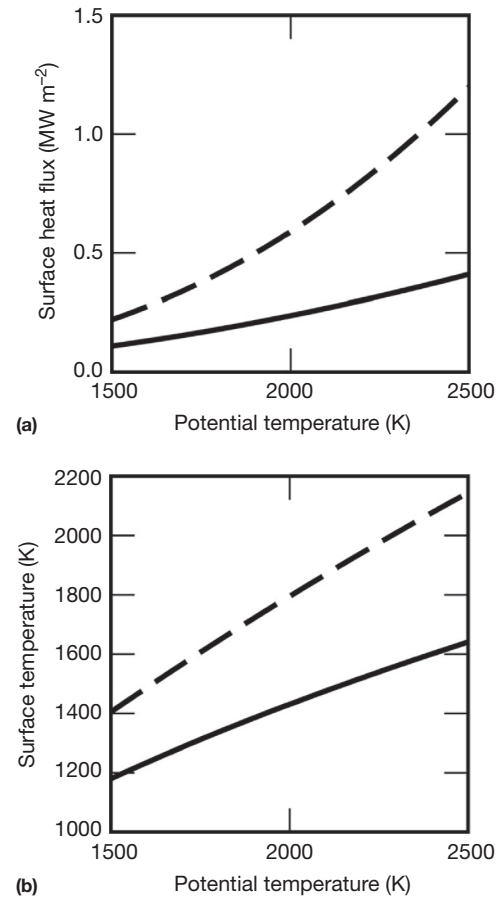 1.5
1.0
0.5
0.0
Surface heat flux (MW m⁻²)
1500 2000 2500
(a) Potential temperature (K)
2200
2000
1800
1600
1400
1200
1000
Surface temperature (K)
1500 2000 2500
(b) Potential temperature (K)